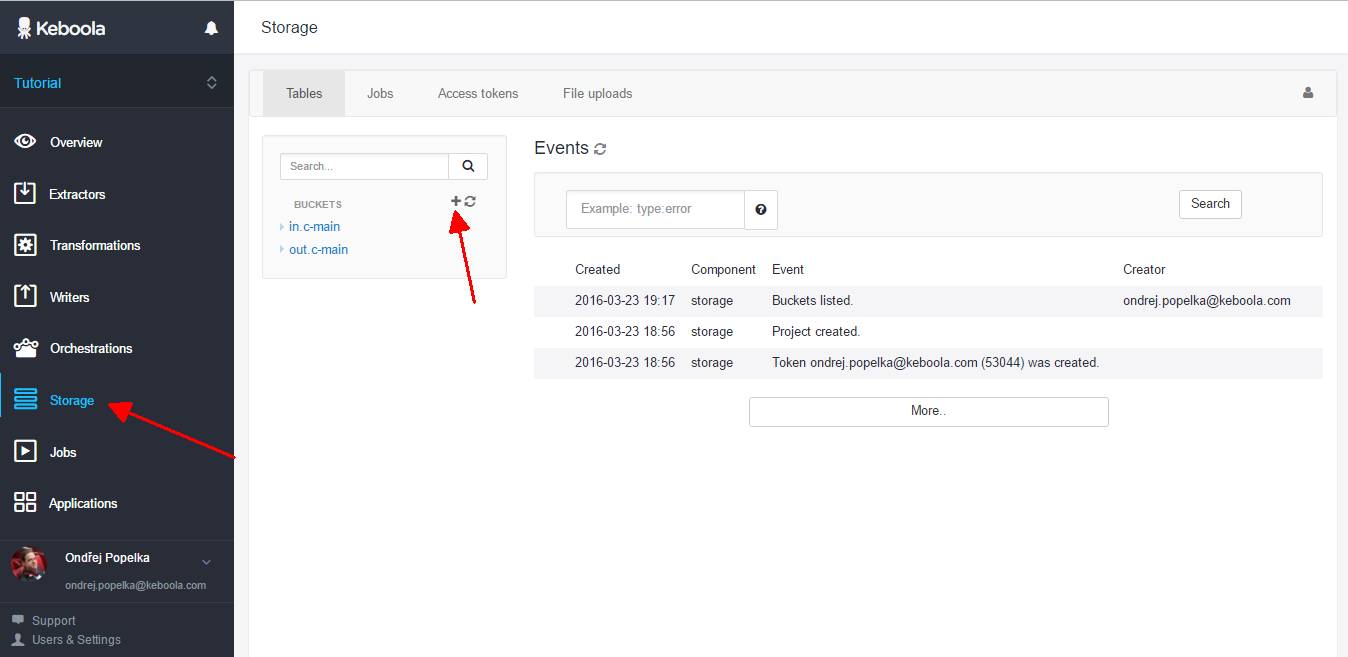 Keboola
Storage
Tutorial
Overview
Extractors
Transformations
Writers
Orchestrations
Storage
Jobs
Applications
Ondřej Popelka
ondrej.popelka@keboola.com
Support
Users & Settings
Tables Jobs Access tokens File uploads
Search...
BUCKETS
in.c-main
out.c-main
Events
Example: type:error Search
Created Component Event Creator
2016-03-23 19:17 storage Buckets listed. ondrej.popelka@keboola.com
2016-03-23 18:56 storage Project created.
2016-03-23 18:56 storage Token ondrej.popelka@keboola.com (53044) was created.
More..